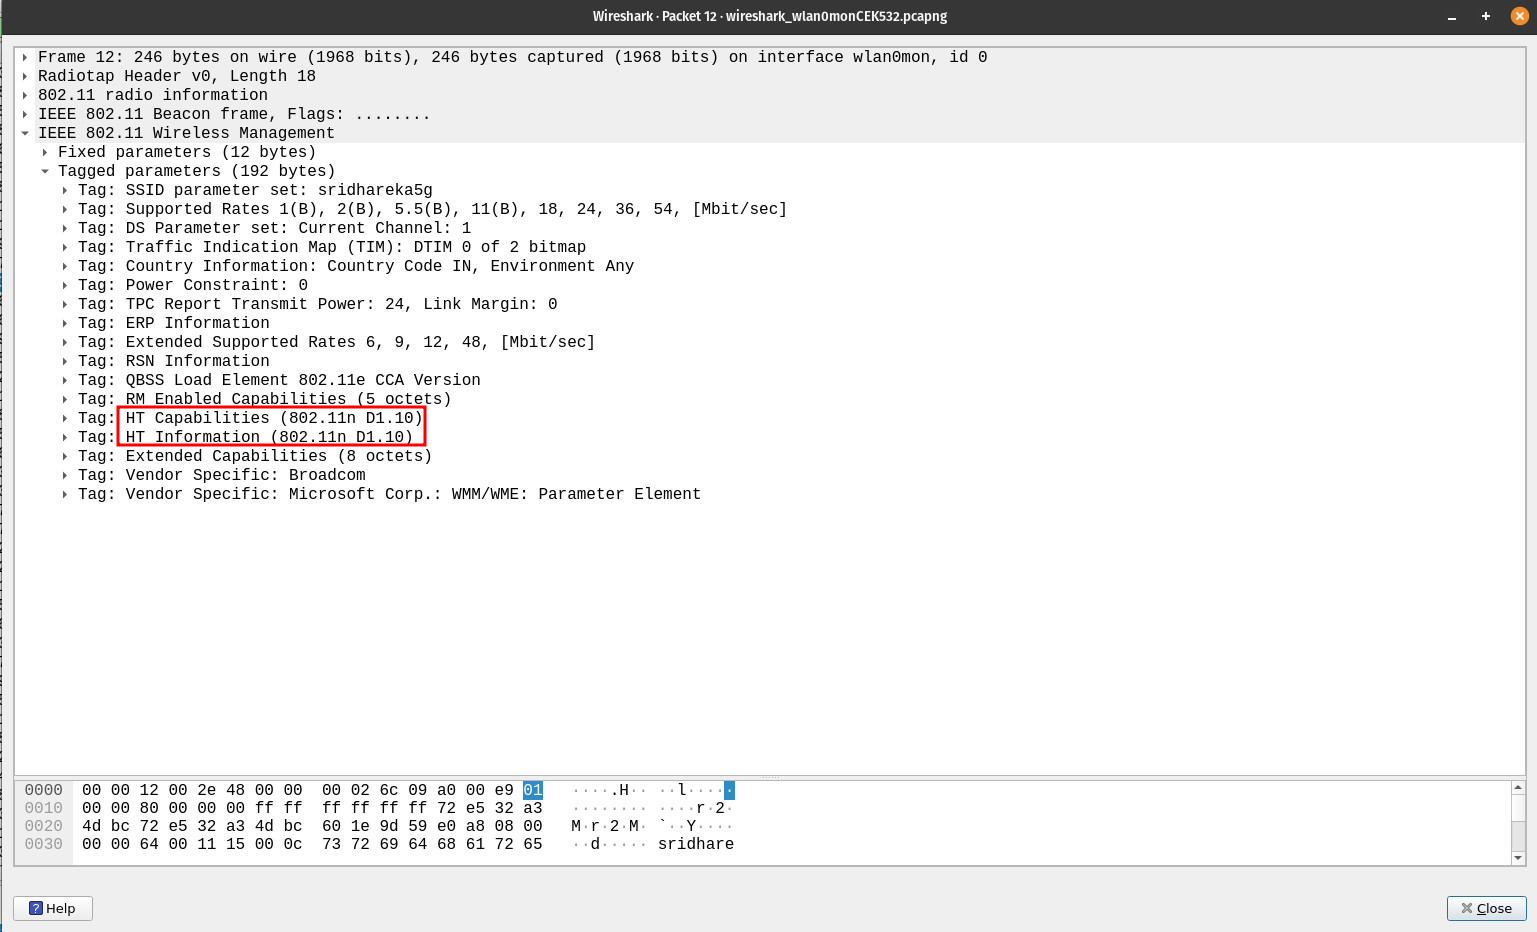 Wireshark · Packet 12 · wireshark_wlan0monCEK532.pcapng
Frame 12: 246 bytes on wire (1968 bits), 246 bytes captured (1968 bits) on interface wlan0mon, id 0
Radiotap Header v0, Length 18
802.11 radio information
IEEE 802.11 Beacon frame, Flags: ........
IEEE 802.11 Wireless Management
Fixed parameters (12 bytes)
Tagged parameters (192 bytes)
Tag: SSID parameter set: sridhareka5g
Tag: Supported Rates 1(B), 2(B), 5.5(B), 11(B), 18, 24, 36, 54, [Mbit/sec]
Tag: DS Parameter set: Current Channel: 1
Tag: Traffic Indication Map (TIM): DTIM 0 of 2 bitmap
Tag: Country Information: Country Code IN, Environment Any
Tag: Power Constraint: 0
Tag: TPC Report Transmit Power: 24, Link Margin: 0
Tag: ERP Information
Tag: Extended Supported Rates 6, 9, 12, 48, [Mbit/sec]
Tag: RSN Information
Tag: QBSS Load Element 802.11e CCA Version
Tag: RM Enabled Capabilities (5 octets)
Tag: HT Capabilities (802.11n D1.10)
Tag: HT Information (802.11n D1.10)
Tag: Extended Capabilities (8 octets)
Tag: Vendor Specific: Broadcom
Tag: Vendor Specific: Microsoft Corp.: WMM/WME: Parameter Element
0000 00 00 12 00 2e 48 00 00 00 02 6c 09 a0 00 e9 01 ····.H·· ··l·····
0010 00 00 80 00 00 00 ff ff ff ff ff ff 72 e5 32 a3 ········ ····r·2·
0020 4d bc 72 e5 32 a3 4d bc 60 1e 9d 59 e0 a8 08 00 M·r·2·M· `··Y····
0030 00 00 64 00 11 15 00 0c 73 72 69 64 68 61 72 65 ··d····· sridhare
? Help
Close